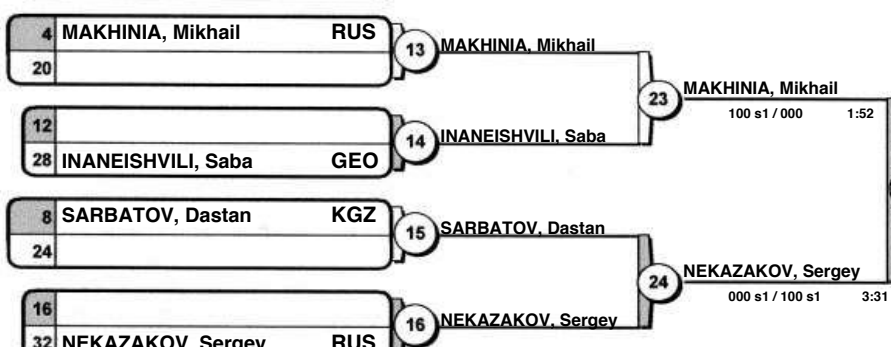 4 MAKHINIA, Mikhail RUS
20
13 MAKHINIA, Mikhail
23 MAKHINIA, Mikhail
100 s1 / 000 1:52
12
28 INANEISHVILI, Saba GEO
14 INANEISHVILI, Saba
8 SARBATOV, Dastan KGZ
24
15 SARBATOV, Dastan
24 NEKAZAKOV, Sergey
000 s1 / 100 s1 3:31
16
32 NEKAZAKOV, Sergey RUS
16 NEKAZAKOV, Sergey